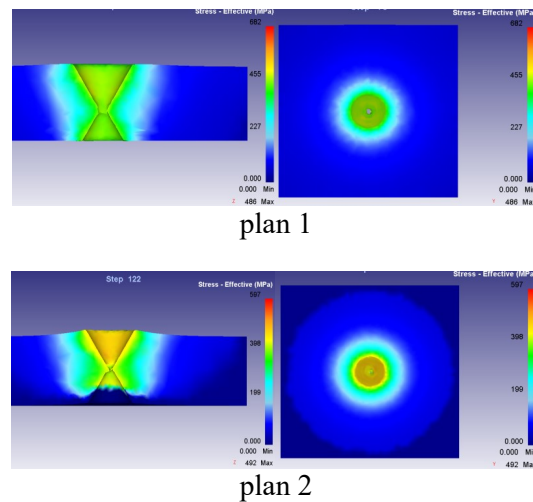 Stress - Effective (MPa)
682
455
227
0.000
0.000 Min
Z 486 Max
Stress - Effective (MPa)
682
455
227
0.000
0.000 Min
Y 486 Max
plan 1
Step 122
Stress - Effective (MPa)
597
398
199
0.000
0.000 Min
Z 492 Max
Stress - Effective (MPa)
597
398
199
0.000
0.000 Min
Y 492 Max
plan 2